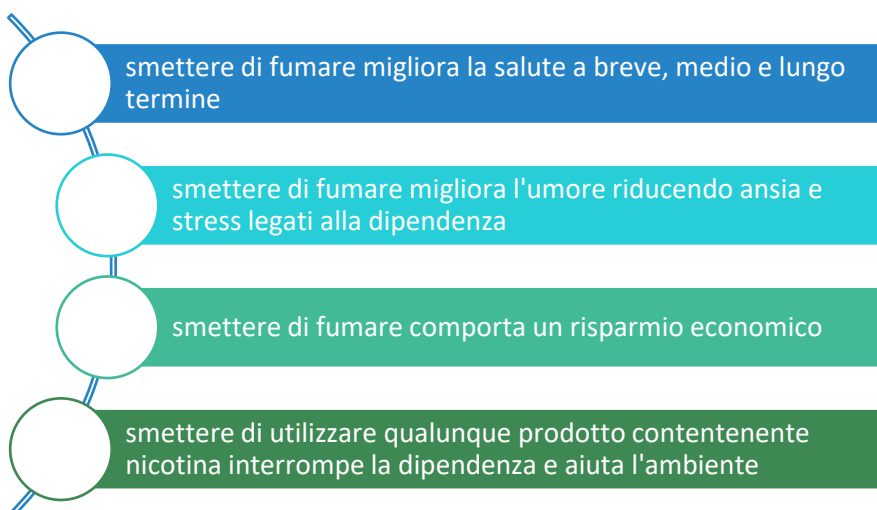 smettere di fumare migliora la salute a breve, medio e lungo
termine
smettere di fumare migliora l'umore riducendo ansia e
stress legati alla dipendenza
smettere di fumare comporta un risparmio economico
smettere di utilizzare qualunque prodotto contentenente
nicotina interrompe la dipendenza e aiuta l'ambiente